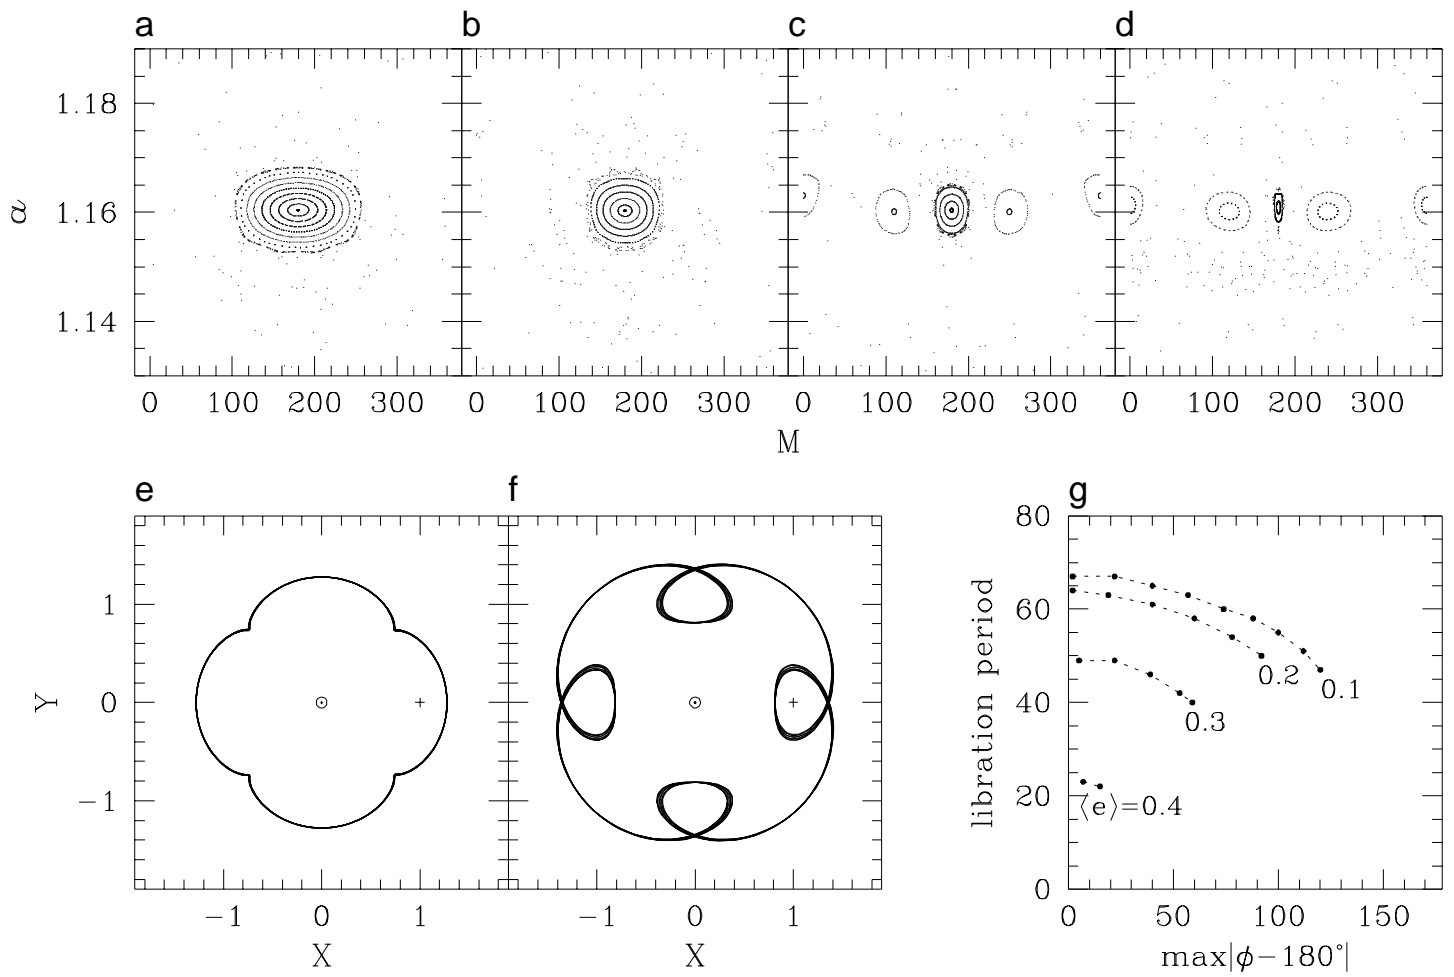 a b c d
1.18
1.16
1.14
α
0 100 200 300 0 100 200 300 0 100 200 300 0 100 200 300
M
e f g
1
0
−1
Y
−1 0 1 −1 0 1
X X
80
60
40
20
0
libration period
0.2 0.1
0.3
⟨e⟩=0.4
0 50 100 150
max|ϕ−180°|